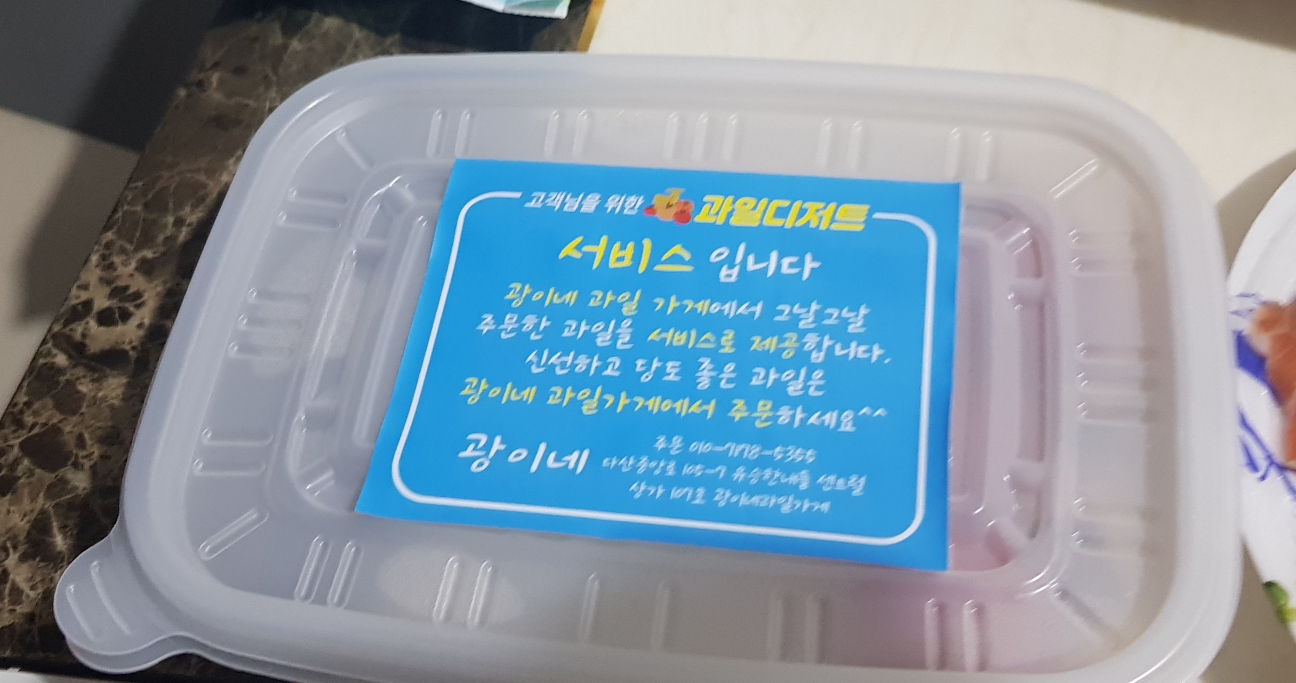 고객님을 위한 과일디저트
서비스 입니다
광이네 과일 가게에서 그날그날
주문한 과일을 서비스로 제공합니다.
신선하고 당도 좋은 과일은
광이네 과일가게에서 주문하세요^^
광이네
주문
다산중앙로 105-7 유승한내들 센트럴
상가 107호 광이네과일가게